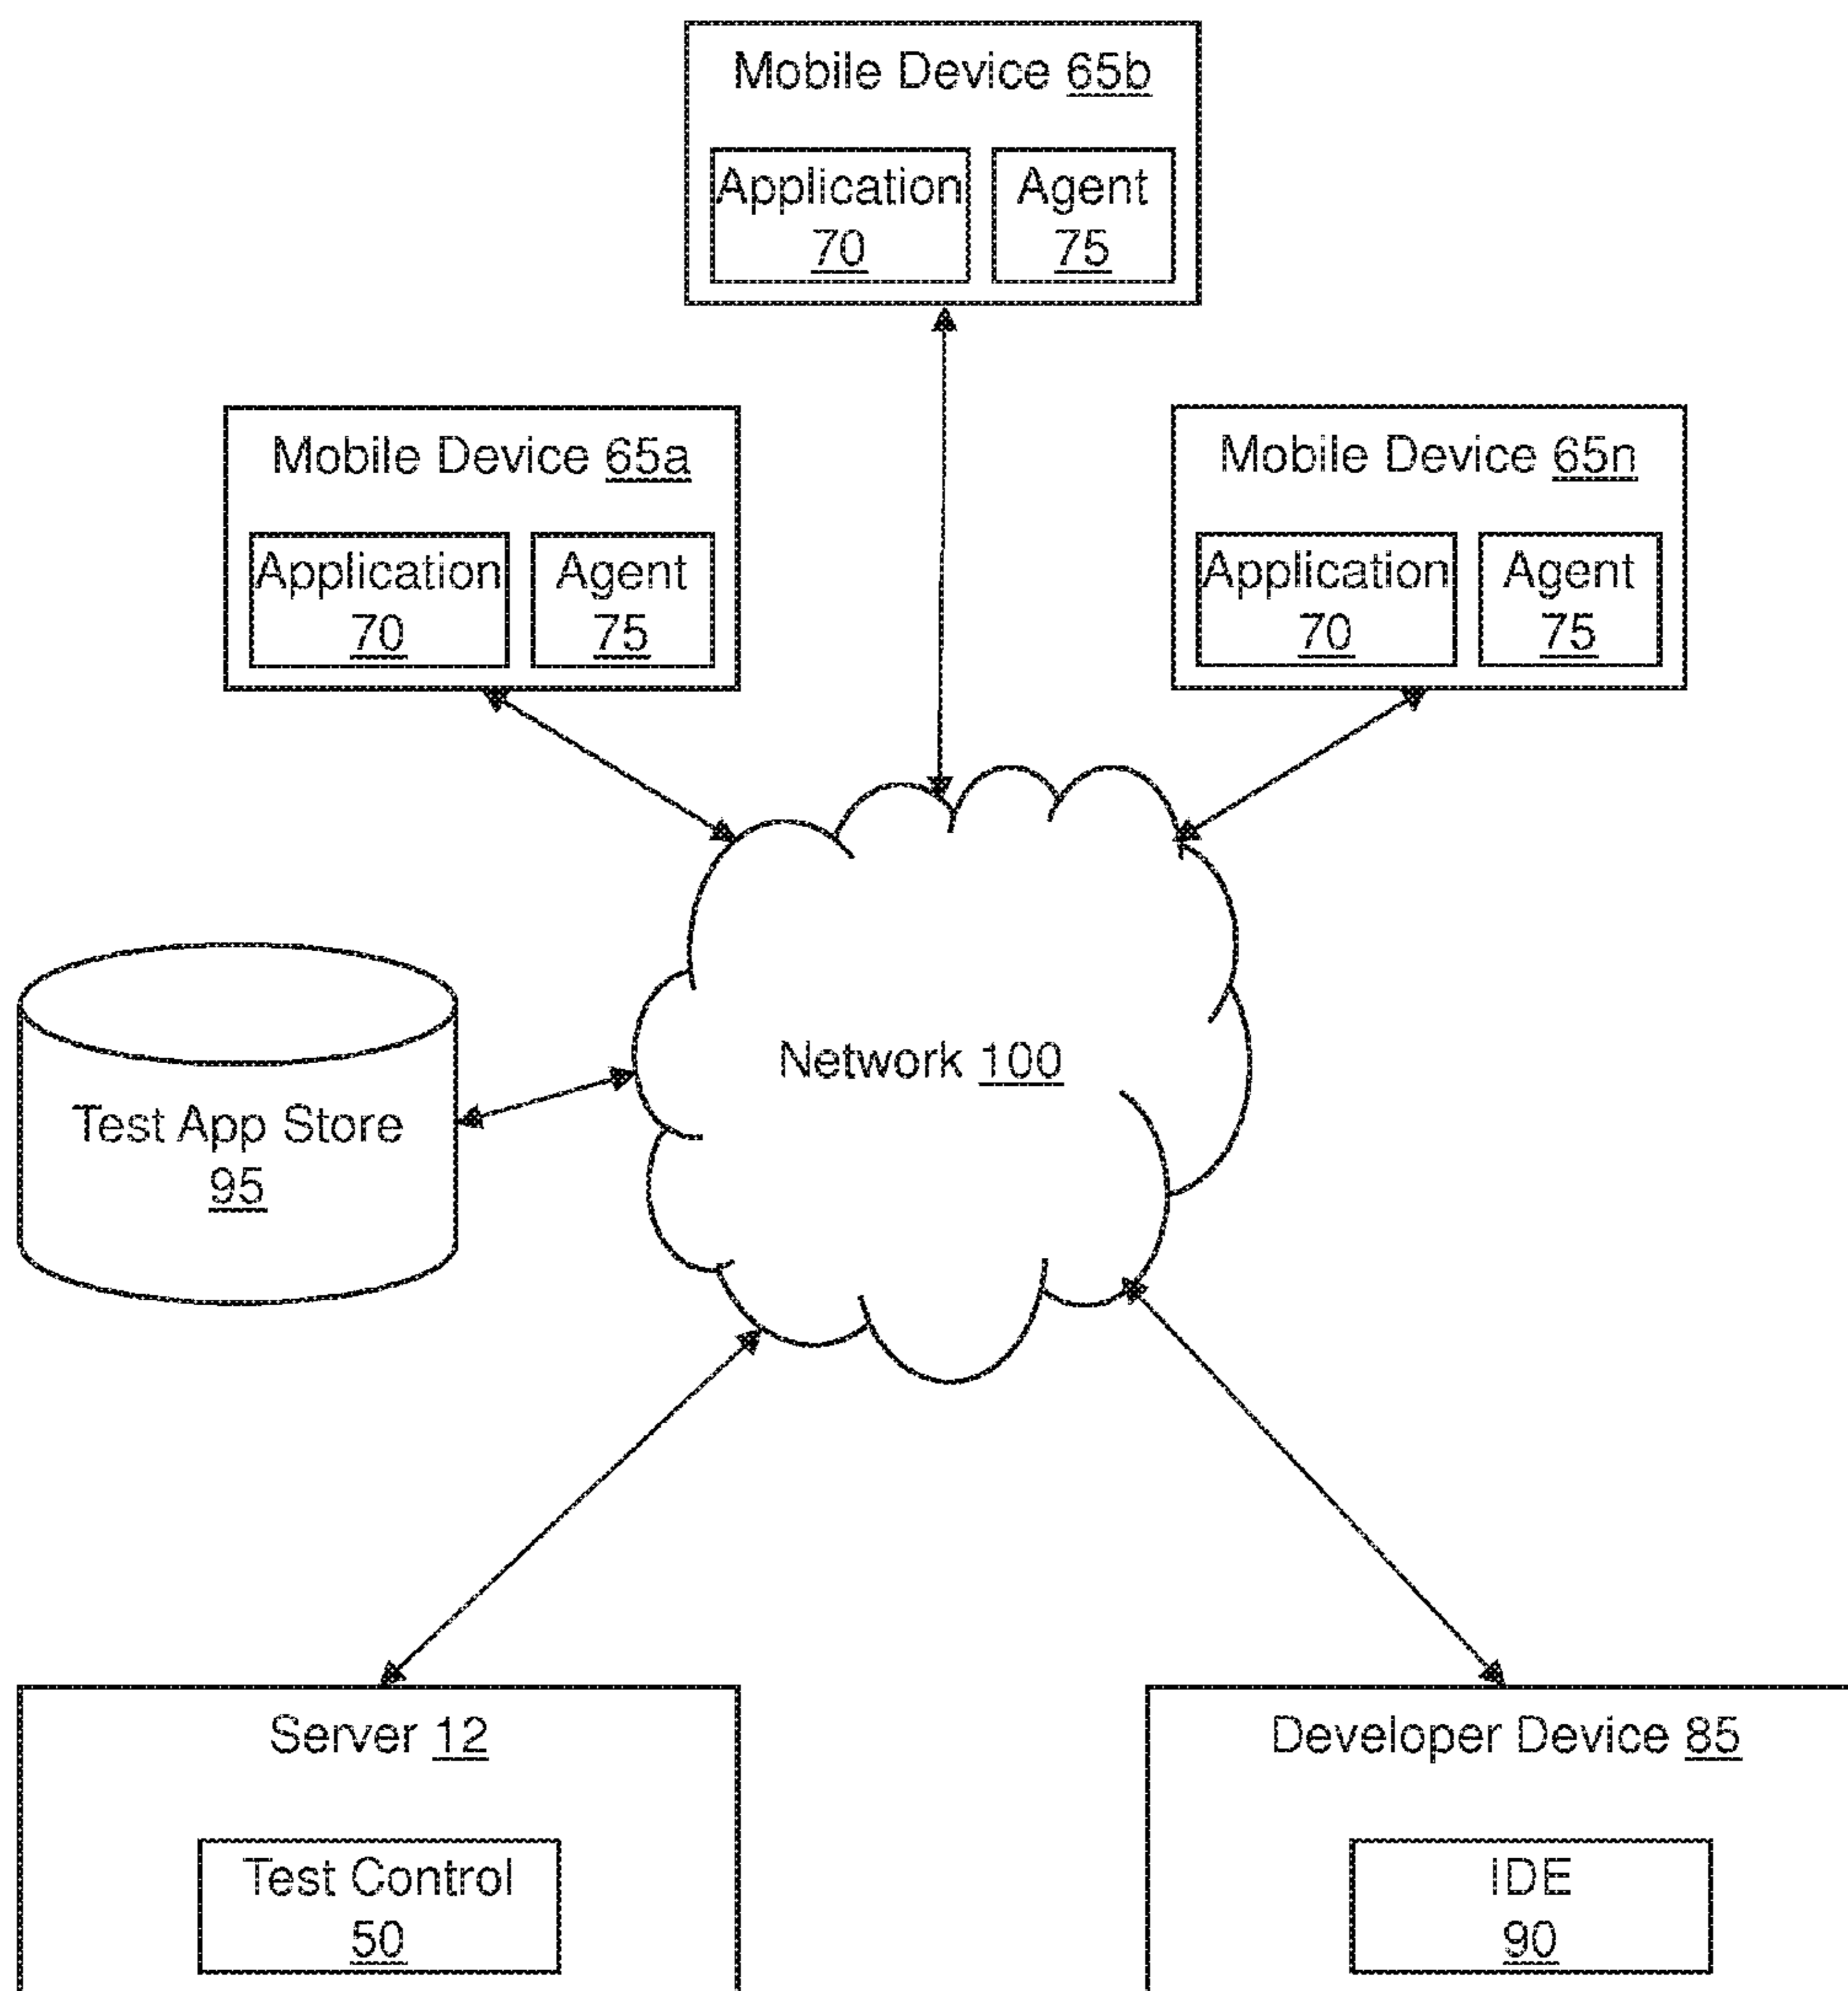 Mobile Device 65b
Application
70
Agent
75
Mobile Device 65a
Application
70
Agent
75
Mobile Device 65n
Application
70
Agent
75
Network 100
Test App Store
95
Server 12
Test Control
50
Developer Device 85
IDE
90